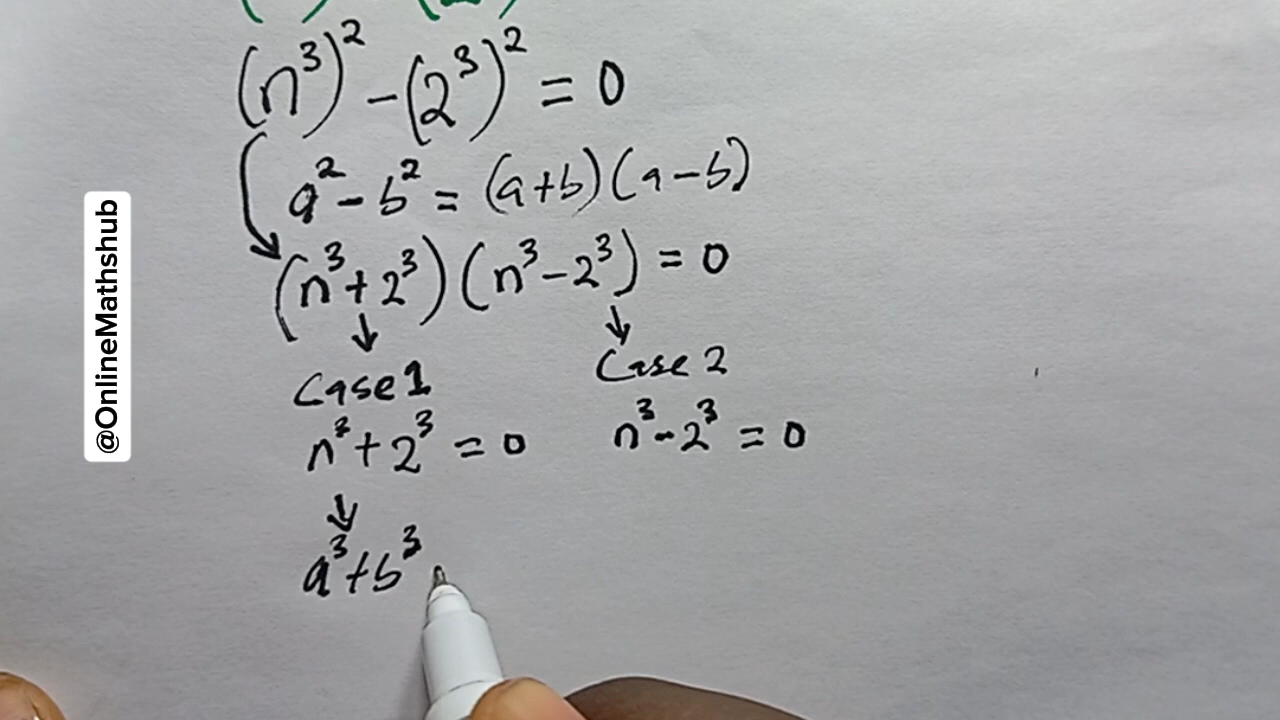 (n³)² - (2³)² = 0
a² - b² = (a+b)(a-b)
(n³+2³)(n³-2³) = 0
↓ ↓
Case 1 Case 2
n³+2³ = 0 n³-2³ = 0
↓
a³+b³
@OnlineMathshub